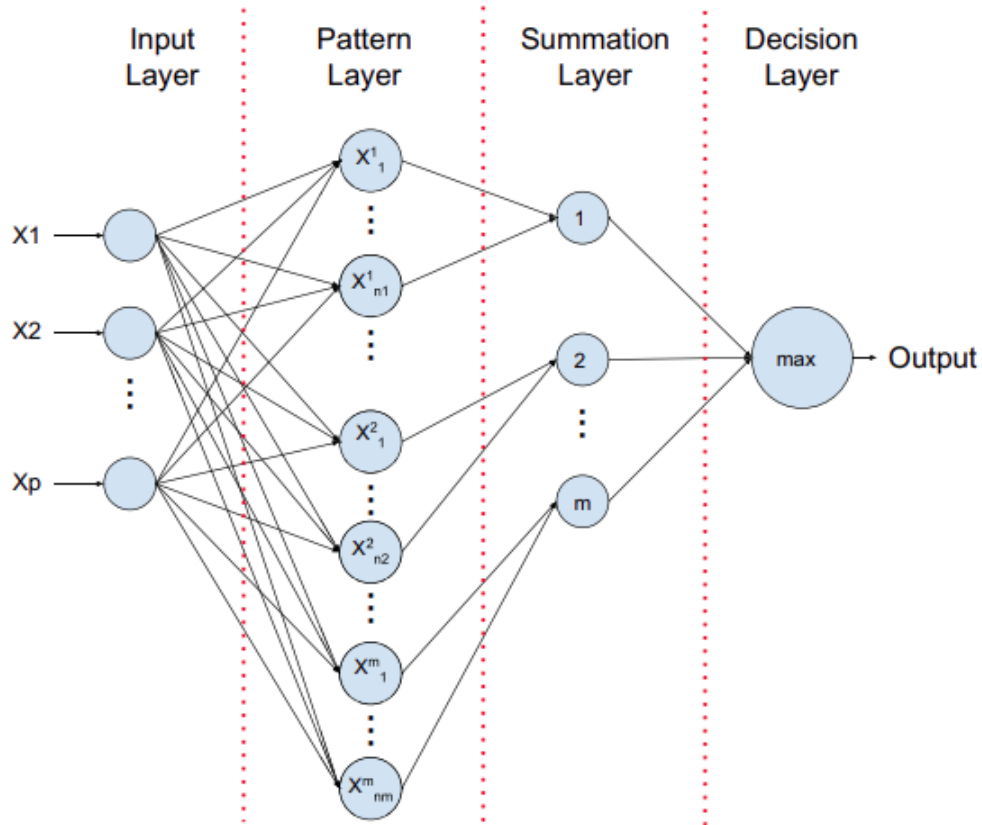 Input
Layer
Pattern
Layer
Summation
Layer
Decision
Layer
X1
X2
Xp
X¹₁
X¹ₙ₁
X²₁
X²ₙ₂
Xᵐ₁
Xᵐₙₘ
1
2
m
max
Output